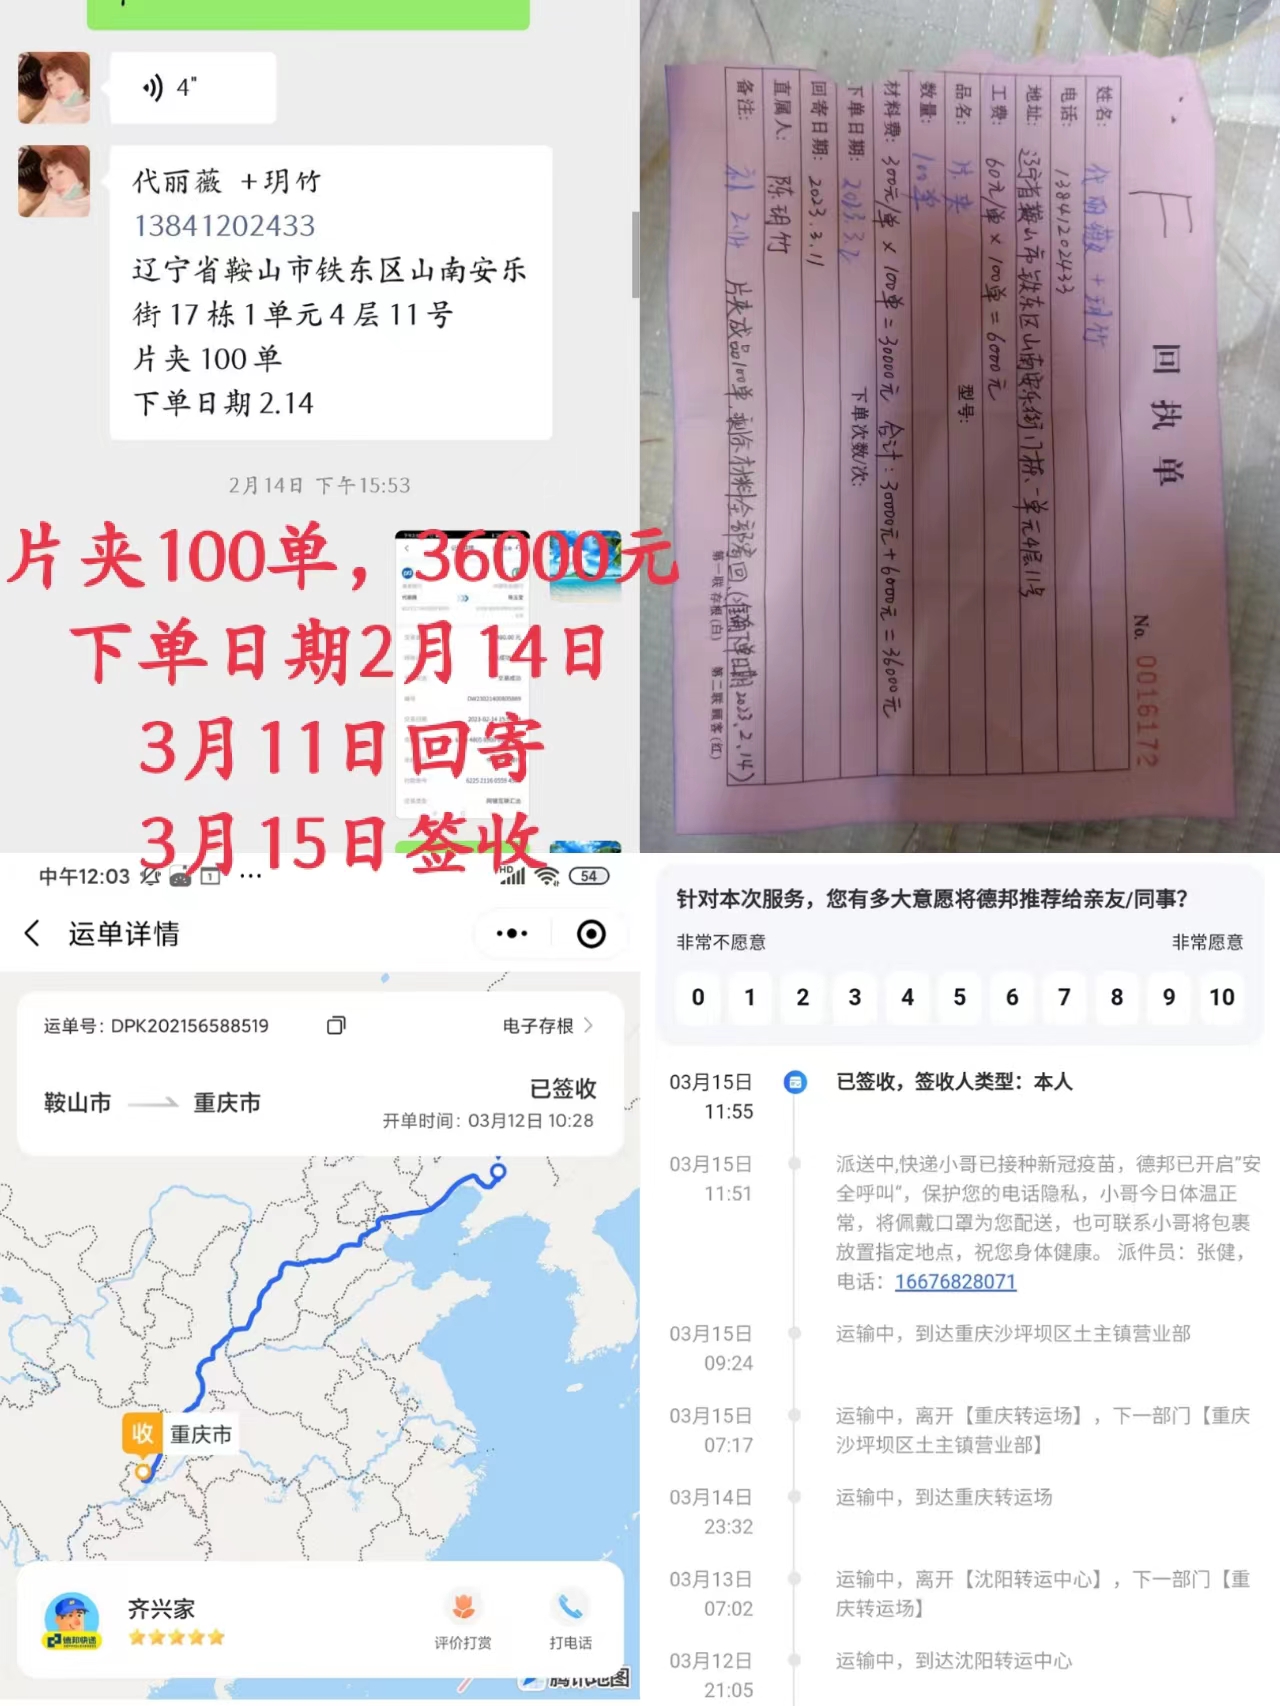 4"
代丽薇 +玥竹
13841202433
辽宁省鞍山市铁东区山南安乐
街17栋1单元4层11号
片夹100单
下单日期2.14
2月14日 下午15:53
片夹100单，36000元
下单日期2月14日
3月11日回寄
3月15日签收
回执单
No. 0016172
姓名: 代丽薇+玥竹
电话: 13841202433
地址: 辽宁省鞍山市铁东区山南安乐街17栋一单元4层11号
工费: 60元/单×100单=6000元
品名: 片夹 型号:
数量: 100单
材料费: 300元/单×100单=30000元 合计:30000元+6000元=36000元
下单日期: 2023.3.2 下单次数/次:
回寄日期: 2023.3.11
直属人: 陈玥竹
备注: 片夹成品100单,剩余材料全部寄回(准确下单日期2023.2.14)
第一联 存根(白) 第二联 顾客(红)
中午12:03
HD
54
运单详情
运单号: DPK202156588519
电子存根
鞍山市
重庆市
已签收
开单时间: 03月12日 10:28
收
重庆市
齐兴家
德邦快递
评价打赏
打电话
腾讯地图
针对本次服务，您有多大意愿将德邦推荐给亲友/同事?
非常不愿意 非常愿意
0 1 2 3 4 5 6 7 8 9 10
03月15日 已签收，签收人类型：本人
11:55
03月15日 派送中,快递小哥已接种新冠疫苗，德邦已开启"安
11:51 全呼叫"，保护您的电话隐私，小哥今日体温正
常，将佩戴口罩为您配送，也可联系小哥将包裹
放置指定地点，祝您身体健康。 派件员：张健，
电话：16676828071
03月15日 运输中，到达重庆沙坪坝区土主镇营业部
09:24
03月15日 运输中，离开【重庆转运场】，下一部门【重庆
07:17 沙坪坝区土主镇营业部】
03月14日 运输中，到达重庆转运场
23:32
03月13日 运输中，离开【沈阳转运中心】，下一部门【重
07:02 庆转运场】
03月12日 运输中，到达沈阳转运中心
21:05